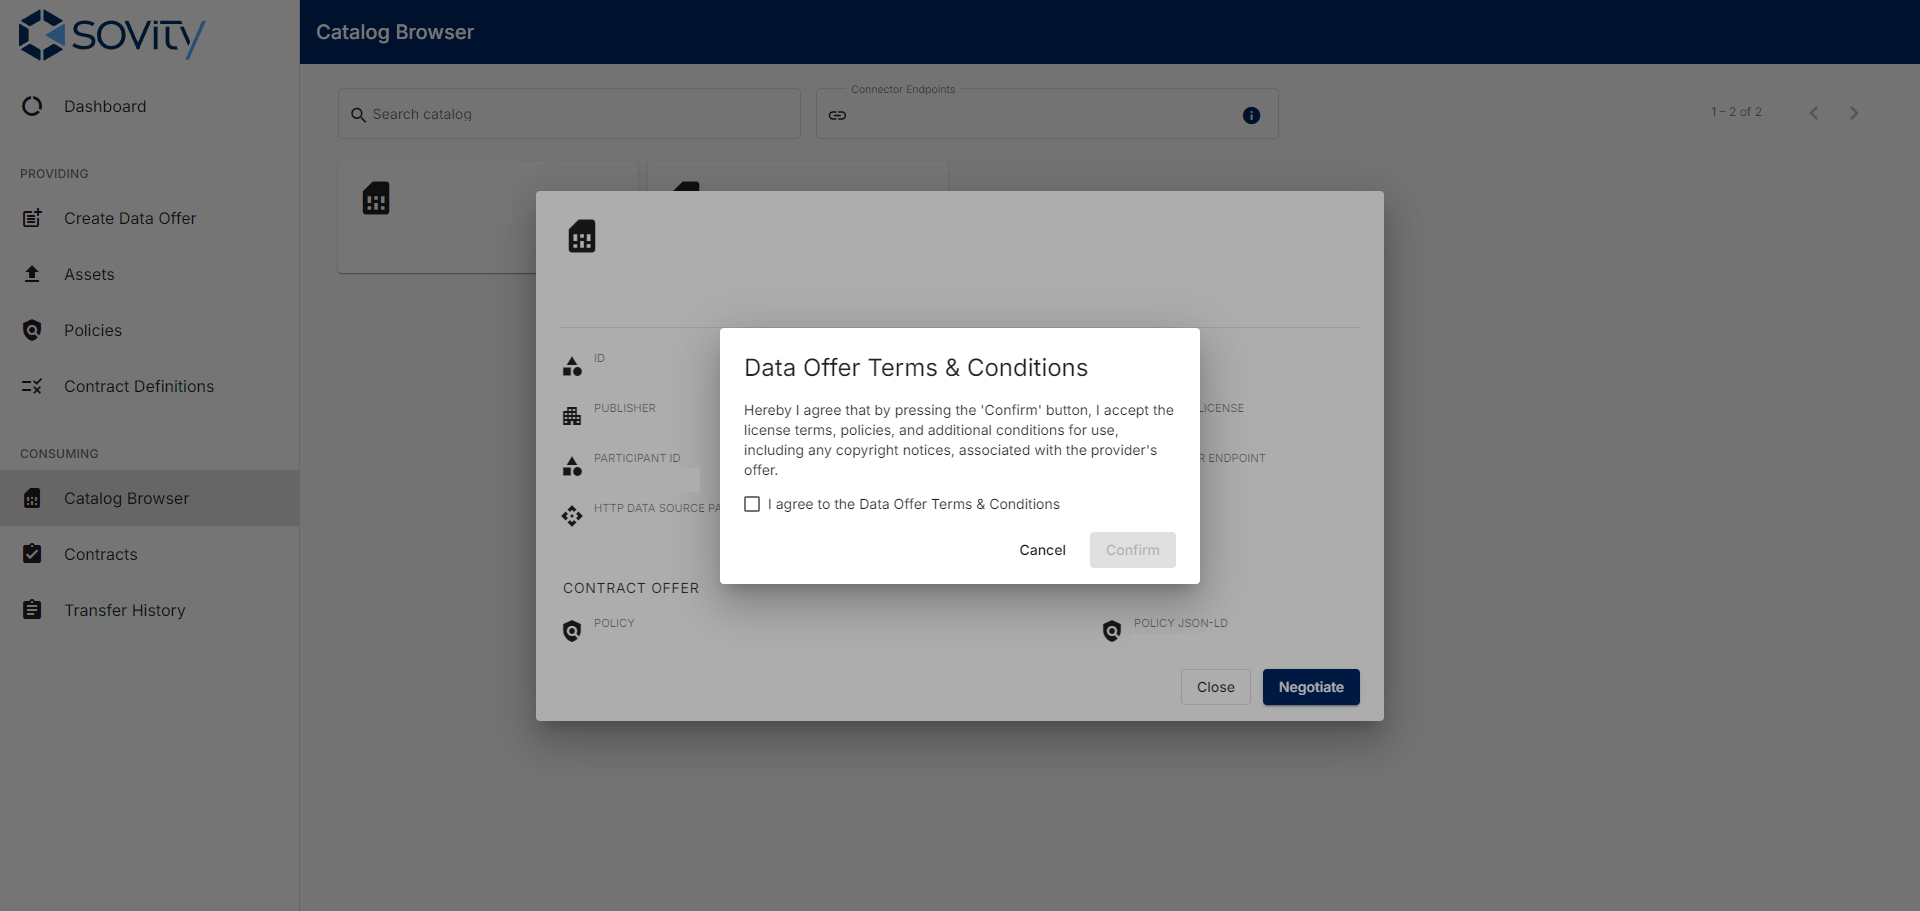 sovity
Catalog Browser
Dashboard
PROVIDING
Create Data Offer
Assets
Policies
Contract Definitions
CONSUMING
Catalog Browser
Contracts
Transfer History
Search catalog
Connector Endpoints
1 – 2 of 2
ID
PUBLISHER
LICENSE
PARTICIPANT ID
R ENDPOINT
HTTP DATA SOURCE PA
Data Offer Terms & Conditions
Hereby I agree that by pressing the 'Confirm' button, I accept the
license terms, policies, and additional conditions for use,
including any copyright notices, associated with the provider's
offer.
I agree to the Data Offer Terms & Conditions
Cancel
Confirm
CONTRACT OFFER
POLICY
POLICY JSON-LD
Close
Negotiate